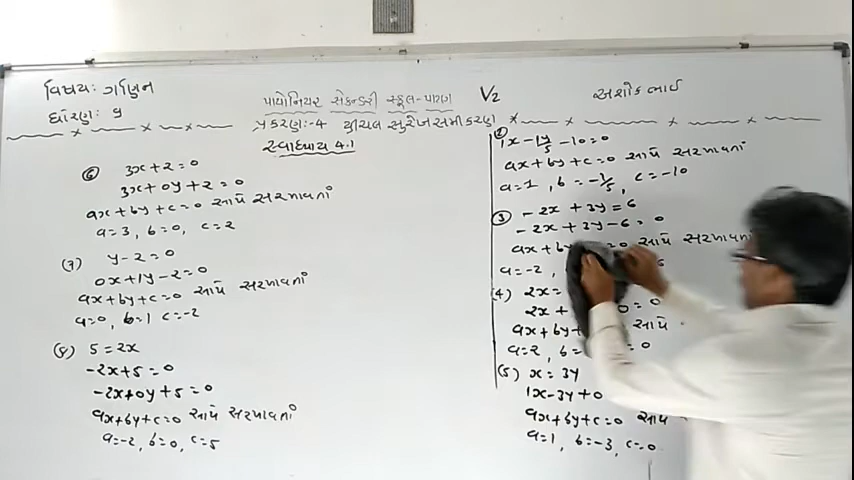 વિષય: ગણિત
ધોરણ: ૯
પાયોનિયર સેકન્ડરી સ્કૂલ-પાટણ V2
અશોકભાઈ
પ્રકરણ:-4 દ્વિચલ સુરેખ સમીકરણ
સ્વાધ્યાય 4.1
(6) 3x+2=0
3x+0y+2=0
ax+by+c=0 સાથે સરખાવતાં
a=3, b=0, c=2
(7) y-2=0
0x+1y-2=0
ax+by+c=0 સાથે સરખાવતાં
a=0, b=1 c=-2
(8) 5=2x
-2x+5=0
-2x+0y+5=0
ax+by+c=0 સાથે સરખાવતાં
a=-2, b=0, c=5
(2) 1x-1y/5-10=0
ax+by+c=0 સાથે સરખાવતાં
a=1, b=-1/5, c=-10
(3) -2x+3y=6
-2x+3y-6=0
ax+by =0 સાથે સરખાવતાં
a=-2,
(4) 2x=
2x+ 0=0
ax+by+ સાથે
a=2, b= =0
(5) x=3y
1x-3y+0
ax+by+c=0 સાથે
a=1, b=-3, c=0